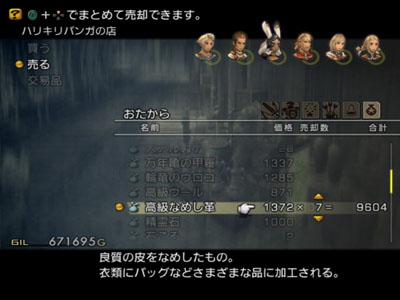 + でまとめて売却できます。
ハリキリバンガの店
買う
売る
交易品
おたから
名前 価格 売却数 合計
万年亀の甲羅 1337
輪竜のウロコ 1285
高級ウール 871
高級なめし革 1372 × 7 = 9604
精霊石 1000
GIL 671695G
良質の皮をなめしたもの。
衣類にバッグなどさまざまな品に加工される。